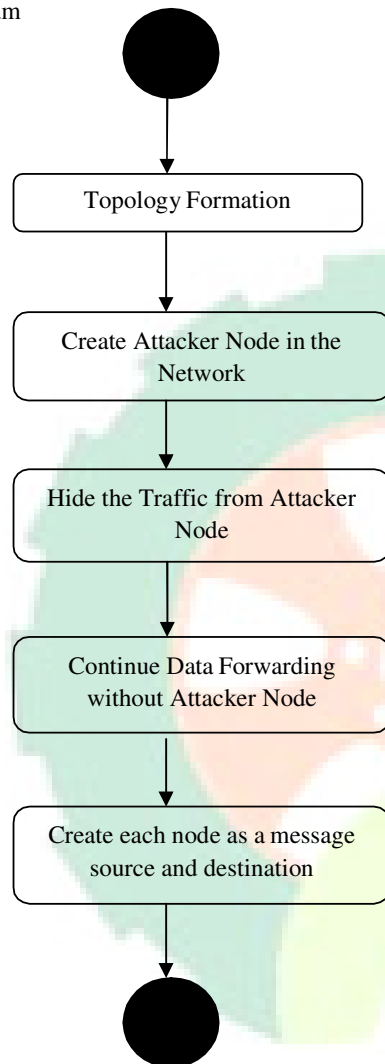 Topology Formation
Create Attacker Node in the
Network
Hide the Traffic from Attacker
Node
Continue Data Forwarding
without Attacker Node
Create each node as a message
source and destination